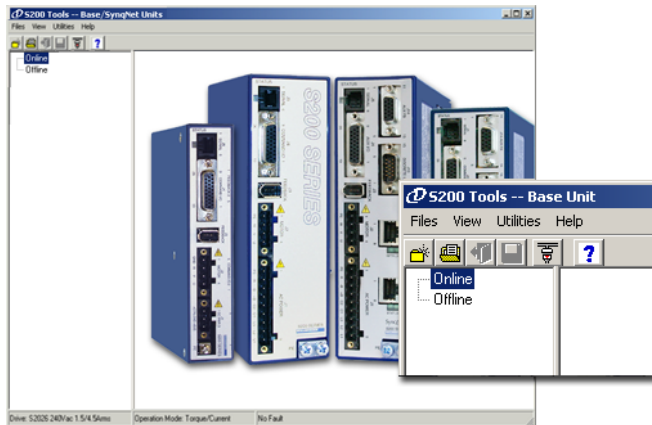 S200 Tools -- Base/SynqNet Units
Files View Utilities Help
?
Online
Offline
S200 SERIES
S200 Tools -- Base Unit
Files View Utilities Help
?
Online
Offline
Drive: S2026 240Vac 1.5/4.5Arms Operation Mode: Torque/Current No Fault